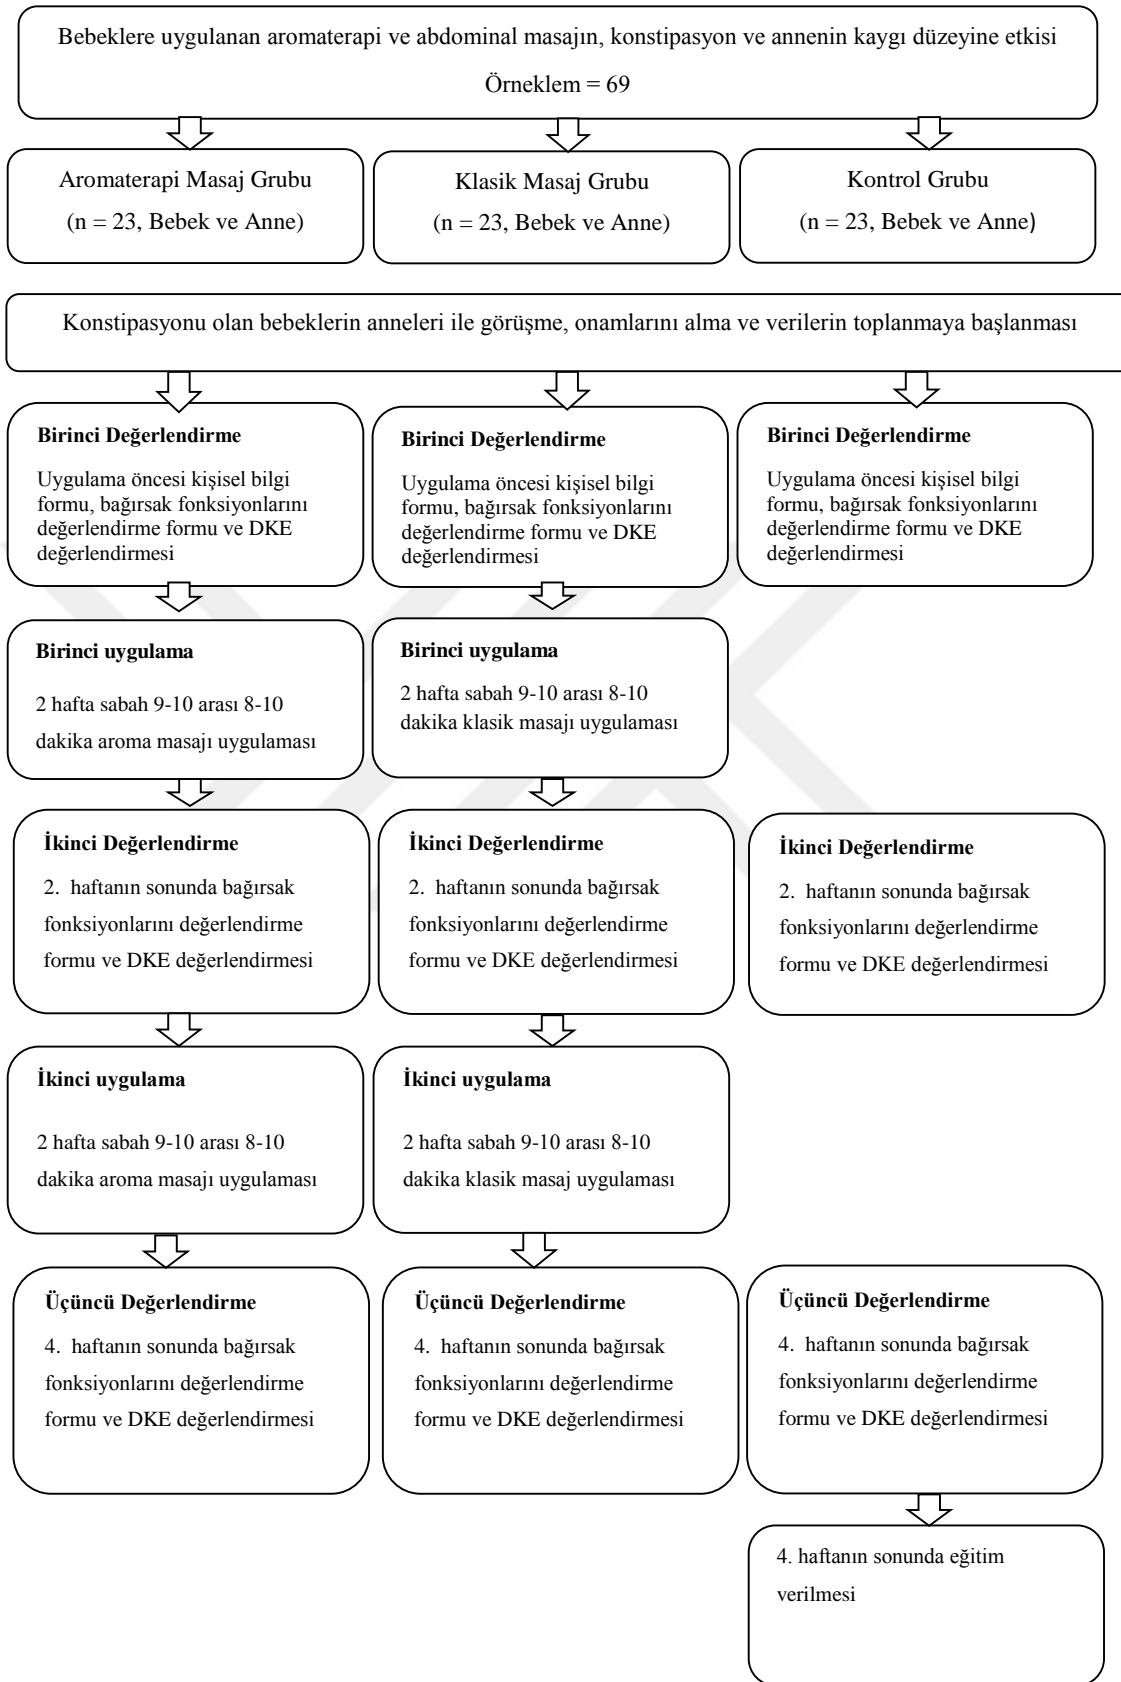 Bebeklere uygulanan aromaterapi ve abdominal masajın, konstipasyon ve annenin kaygı düzeyine etkisi
Örneklem = 69
Aromaterapi Masaj Grubu
(n = 23, Bebek ve Anne)
Klasik Masaj Grubu
(n = 23, Bebek ve Anne)
Kontrol Grubu
(n = 23, Bebek ve Anne)
Konstipasyonu olan bebeklerin anneleri ile görüşme, onamlarını alma ve verilerin toplanmaya başlanması
Birinci Değerlendirme
Uygulama öncesi kişisel bilgi
formu, bağırsak fonksiyonlarını
değerlendirme formu ve DKE
değerlendirmesi
Birinci Değerlendirme
Uygulama öncesi kişisel bilgi
formu, bağırsak fonksiyonlarını
değerlendirme formu ve DKE
değerlendirmesi
Birinci Değerlendirme
Uygulama öncesi kişisel bilgi
formu, bağırsak fonksiyonlarını
değerlendirme formu ve DKE
değerlendirmesi
Birinci uygulama
2 hafta sabah 9-10 arası 8-10
dakika aroma masajı uygulaması
Birinci uygulama
2 hafta sabah 9-10 arası 8-10
dakika klasik masajı uygulaması
İkinci Değerlendirme
2. haftanın sonunda bağırsak
fonksiyonlarını değerlendirme
formu ve DKE değerlendirmesi
İkinci Değerlendirme
2. haftanın sonunda bağırsak
fonksiyonlarını değerlendirme
formu ve DKE değerlendirmesi
İkinci Değerlendirme
2. haftanın sonunda bağırsak
fonksiyonlarını değerlendirme
formu ve DKE değerlendirmesi
İkinci uygulama
2 hafta sabah 9-10 arası 8-10
dakika aroma masajı uygulaması
İkinci uygulama
2 hafta sabah 9-10 arası 8-10
dakika klasik masaj uygulaması
Üçüncü Değerlendirme
4. haftanın sonunda bağırsak
fonksiyonlarını değerlendirme
formu ve DKE değerlendirmesi
Üçüncü Değerlendirme
4. haftanın sonunda bağırsak
fonksiyonlarını değerlendirme
formu ve DKE değerlendirmesi
Üçüncü Değerlendirme
4. haftanın sonunda bağırsak
fonksiyonlarını değerlendirme
formu ve DKE değerlendirmesi
4. haftanın sonunda eğitim
verilmesi